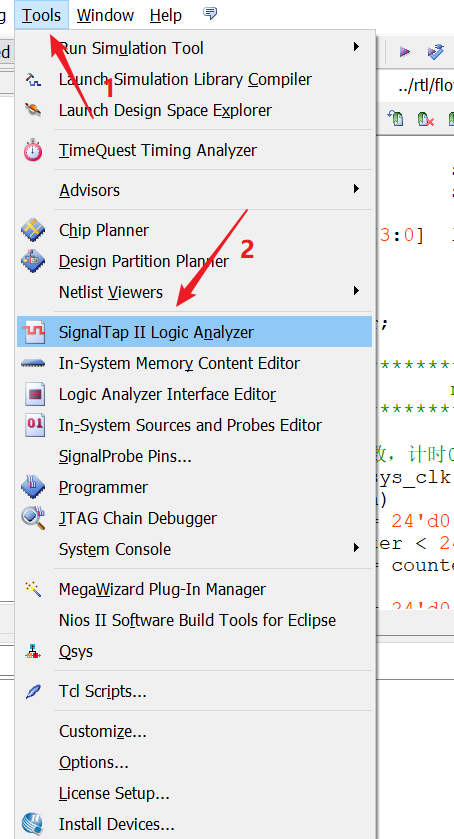 Tools Window Help
Run Simulation Tool
1
Launch Simulation Library Compiler
../rtl/flo
Launch Design Space Explorer
TimeQuest Timing Analyzer
Advisors
Chip Planner
3:0]
2
Design Partition Planner
Netlist Viewers
SignalTap II Logic Analyzer
;
In-System Memory Content Editor
*********
Logic Analyzer Interface Editor
*********
In-System Sources and Probes Editor
01
数，计时0
SignalProbe Pins...
sys_clk
Programmer
)
JTAG Chain Debugger
24'd0
System Console
ter < 24
= counte
MegaWizard Plug-In Manager
24'd0
Nios II Software Build Tools for Eclipse
Qsys
Tcl Scripts...
Customize...
Options...
License Setup...
Install Devices...